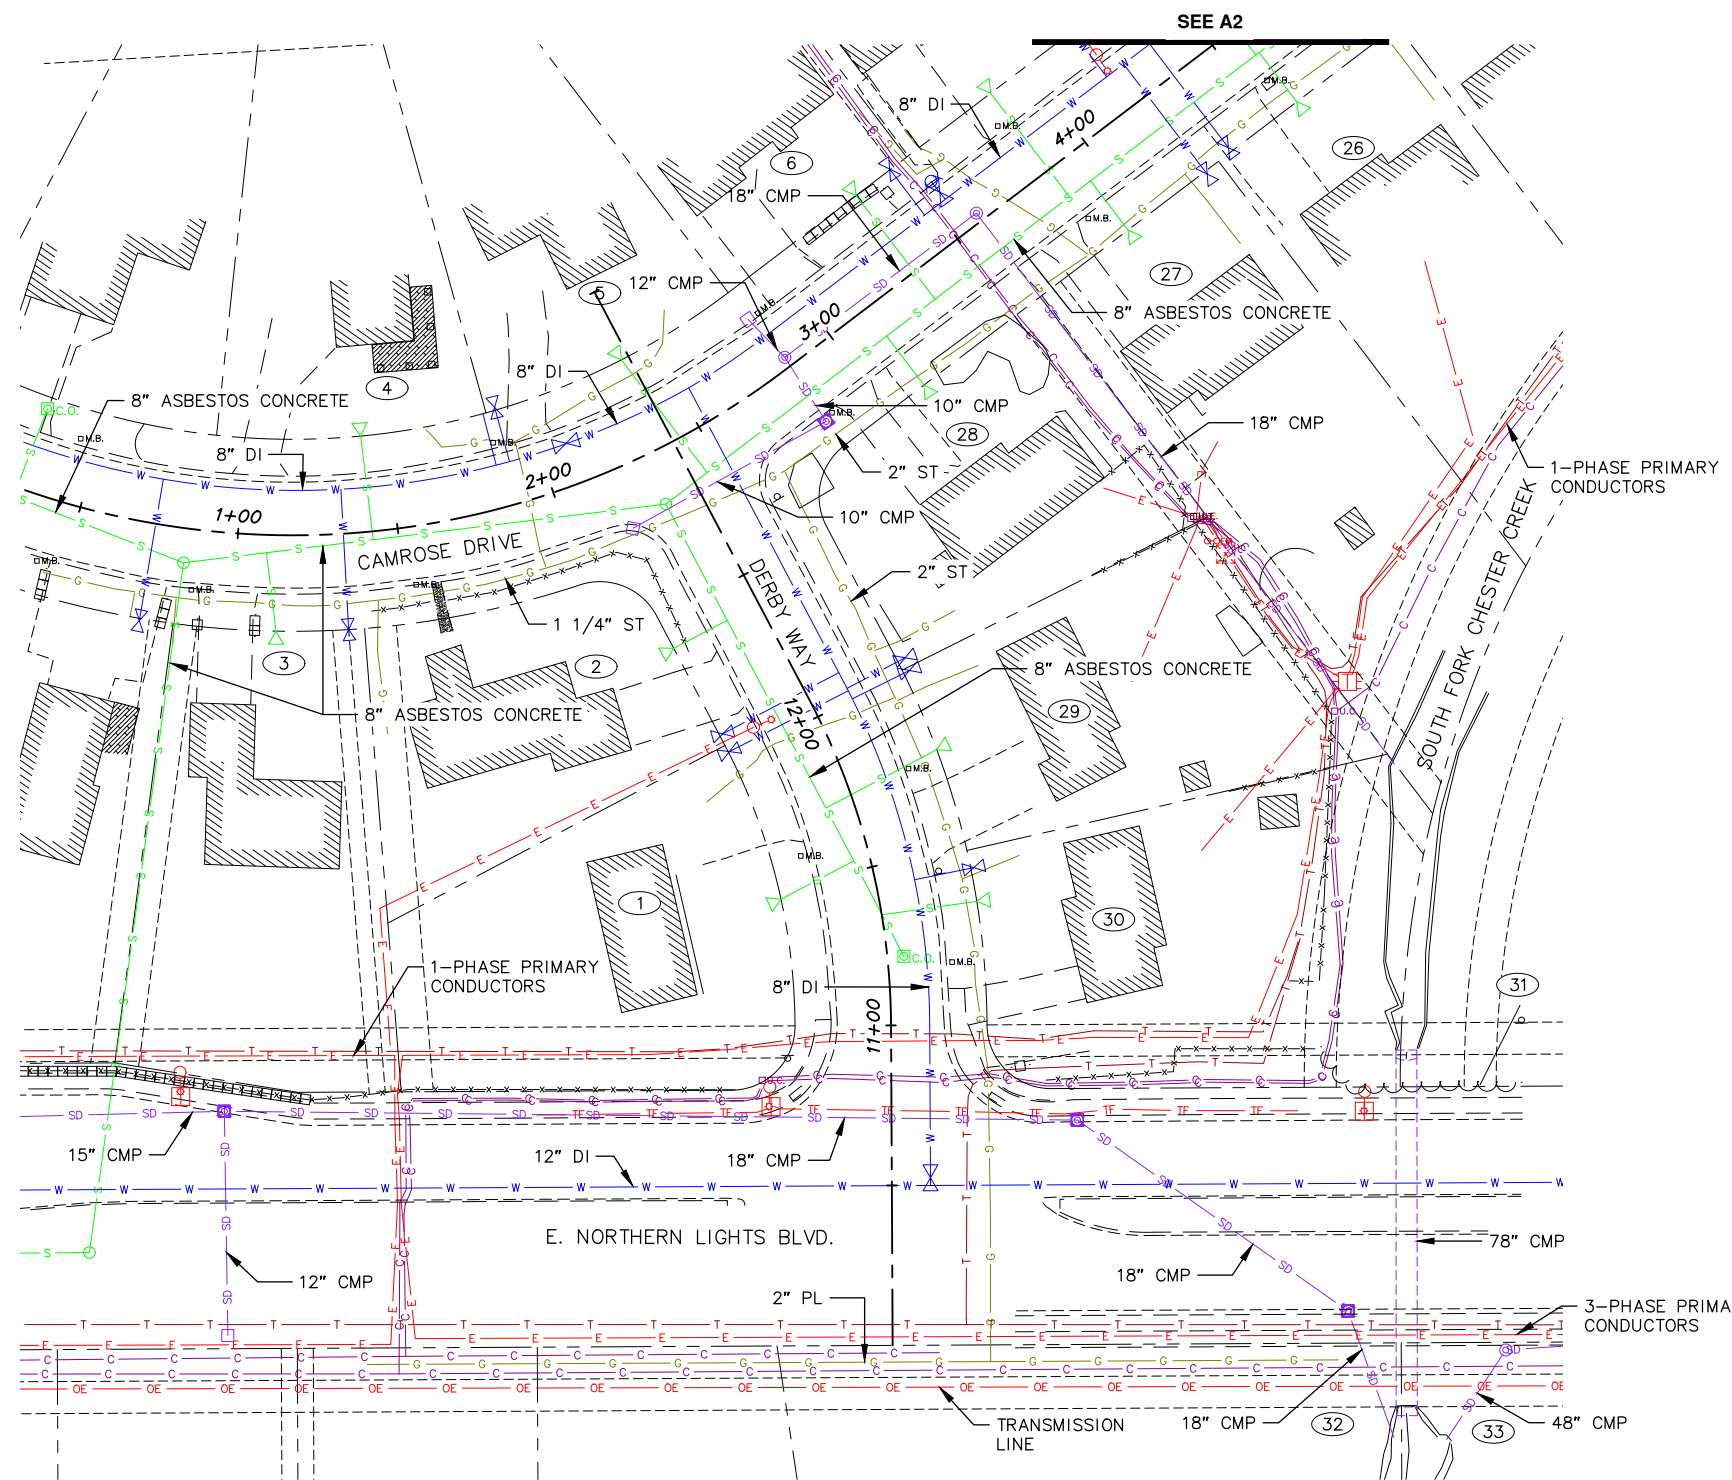 SEE A2
8" DI
4+00
26
6
18" CMP
27
12" CMP
5
3+00
8" ASBESTOS CONCRETE
8" DI
4
8" ASBESTOS CONCRETE
10" CMP
28
18" CMP
8" DI
2+00
2" ST
1-PHASE PRIMARY
CONDUCTORS
1+00
10" CMP
CAMROSE DRIVE
2" ST
DERBY WAY
SOUTH FORK CHESTER CREEK
1 1/4" ST
3
2
8" ASBESTOS CONCRETE
8" ASBESTOS CONCRETE
12+00
29
1
30
1-PHASE PRIMARY
CONDUCTORS
8" DI
31
11+00
15" CMP
12" DI
18" CMP
E. NORTHERN LIGHTS BLVD.
78" CMP
12" CMP
18" CMP
2" PL
3-PHASE PRIMA
CONDUCTORS
TRANSMISSION
LINE
18" CMP
32
33
48" CMP
C.O.
C.O.
M.B.
M.B.
M.B.
M.B.
M.B.
M.B.
M.B.
M.B.
M.B.
M.B.
M.B.
M.B.
M.B.